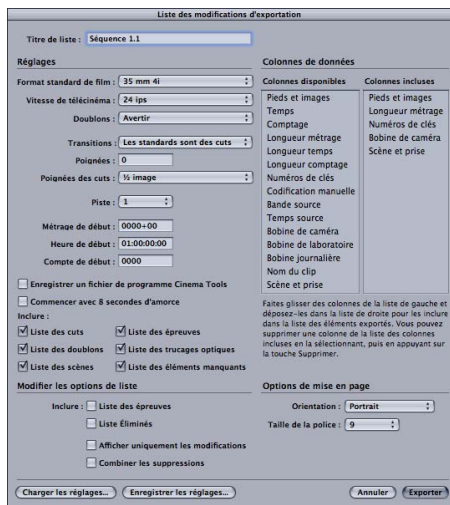 Liste des modifications d'exportation
Titre de liste : Séquence 1.1
Réglages
Format standard de film : 35 mm 4i
Vitesse de télécinéma : 24 ips
Doublons : Avertir
Transitions : Les standards sont des cuts
Poignées : 0
Poignées des cuts : ½ image
Piste : 1
Métrage de début : 0000+00
Heure de début : 01:00:00:00
Compte de début : 0000
Enregistrer un fichier de programme Cinema Tools
Commencer avec 8 secondes d'amorce
Inclure :
Liste des cuts
Liste des épreuves
Liste des doublons
Liste des trucages optiques
Liste des scènes
Liste des éléments manquants
Modifier les options de liste
Inclure : Liste des épreuves
Liste Éliminés
Afficher uniquement les modifications
Combiner les suppressions
Colonnes de données
Colonnes disponibles
Pieds et images
Temps
Comptage
Longueur métrage
Longueur temps
Longueur comptage
Numéros de clés
Codification manuelle
Bande source
Temps source
Bobine de caméra
Bobine de laboratoire
Bobine journalière
Nom du clip
Scène et prise
Colonnes incluses
Pieds et images
Longueur métrage
Numéros de clés
Bobine de caméra
Scène et prise
Faites glisser des colonnes de la liste de gauche et
déposez-les dans la liste de droite pour les inclure
dans la liste des éléments exportés. Vous pouvez
supprimer une colonne de la liste des colonnes
incluses en la sélectionnant, puis en appuyant sur
la touche Supprimer.
Options de mise en page
Orientation : Portrait
Taille de la police : 9
Charger les réglages...
Enregistrer les réglages...
Annuler
Exporter